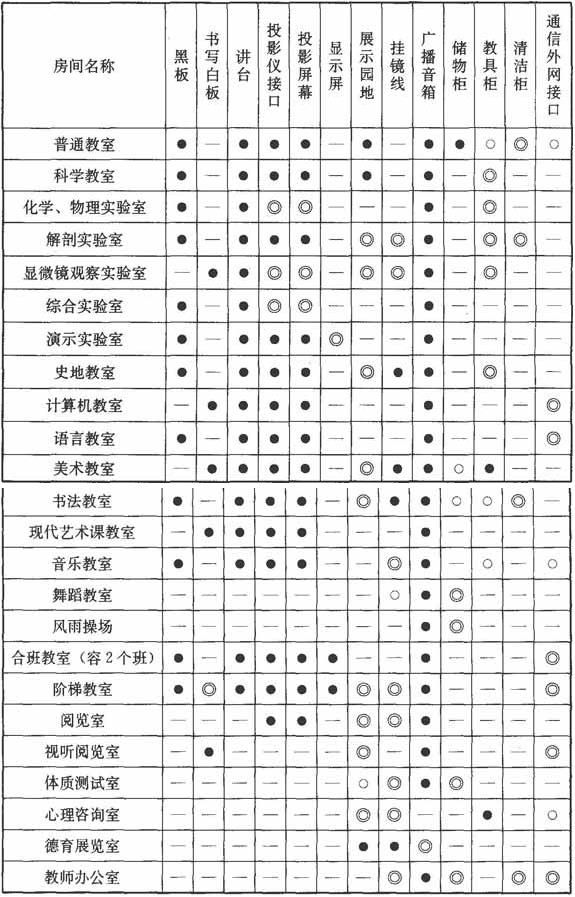 房间名称 黑板 书写白板 讲台 投影仪接口 投影屏幕 显示屏 展示园地 挂镜线 广播音箱 储物柜 教具柜 清洁柜 通信外网接口
普通教室 ● — ● ● ● — ● — ● ● ○ ◎ ○
科学教室 ● — ● ● ● — ● — ● — ◎ — —
化学、物理实验室 ● — ● ◎ ◎ — — — ● — ◎ — —
解剖实验室 ● — ● ● ● — ◎ ◎ ● — ◎ ◎ —
显微镜观察实验室 — ● ● ◎ ◎ — ◎ ◎ ● — ◎ — —
综合实验室 ● — ● ◎ ◎ — — — ● — — — —
演示实验室 ● — ● ● ● ◎ — — ● — — — —
史地教室 ● — ● ● ● — ◎ ● ● — ◎ — —
计算机教室 — ● ● ● ● — — — ● — — — ◎
语言教室 ● — ● ● ● — — — ● — — — ◎
美术教室 — ● ● ● ● — ◎ ● ● ○ ● — —
书法教室 ● — ● ● ● — ◎ ● ● ○ ○ ◎ —
现代艺术课教室 — ● ● ● ● — — — ● — — — —
音乐教室 ● — ● ● ● — — ◎ ● — ○ — ○
舞蹈教室 — — — — — — — ○ ● ◎ — — —
风雨操场 — — — — — — — — ● ◎ — — —
合班教室（容2个班） ● — ● ● ● ● — — ● — — — ◎
阶梯教室 ● ◎ ● ● ● ● ◎ ◎ ● — — — ◎
阅览室 — — — ● ● — ◎ ◎ ● — — — —
视听阅览室 — ● — — — — ◎ — ● — — — ◎
体质测试室 — — — — — — ○ ◎ ● ◎ — — —
心理咨询室 — — — — — — ◎ ◎ — — ● — ○
德育展览室 — — — — — — ● ● ◎ — — — —
教师办公室 — — — — — — — ◎ ● ◎ — ◎ ◎